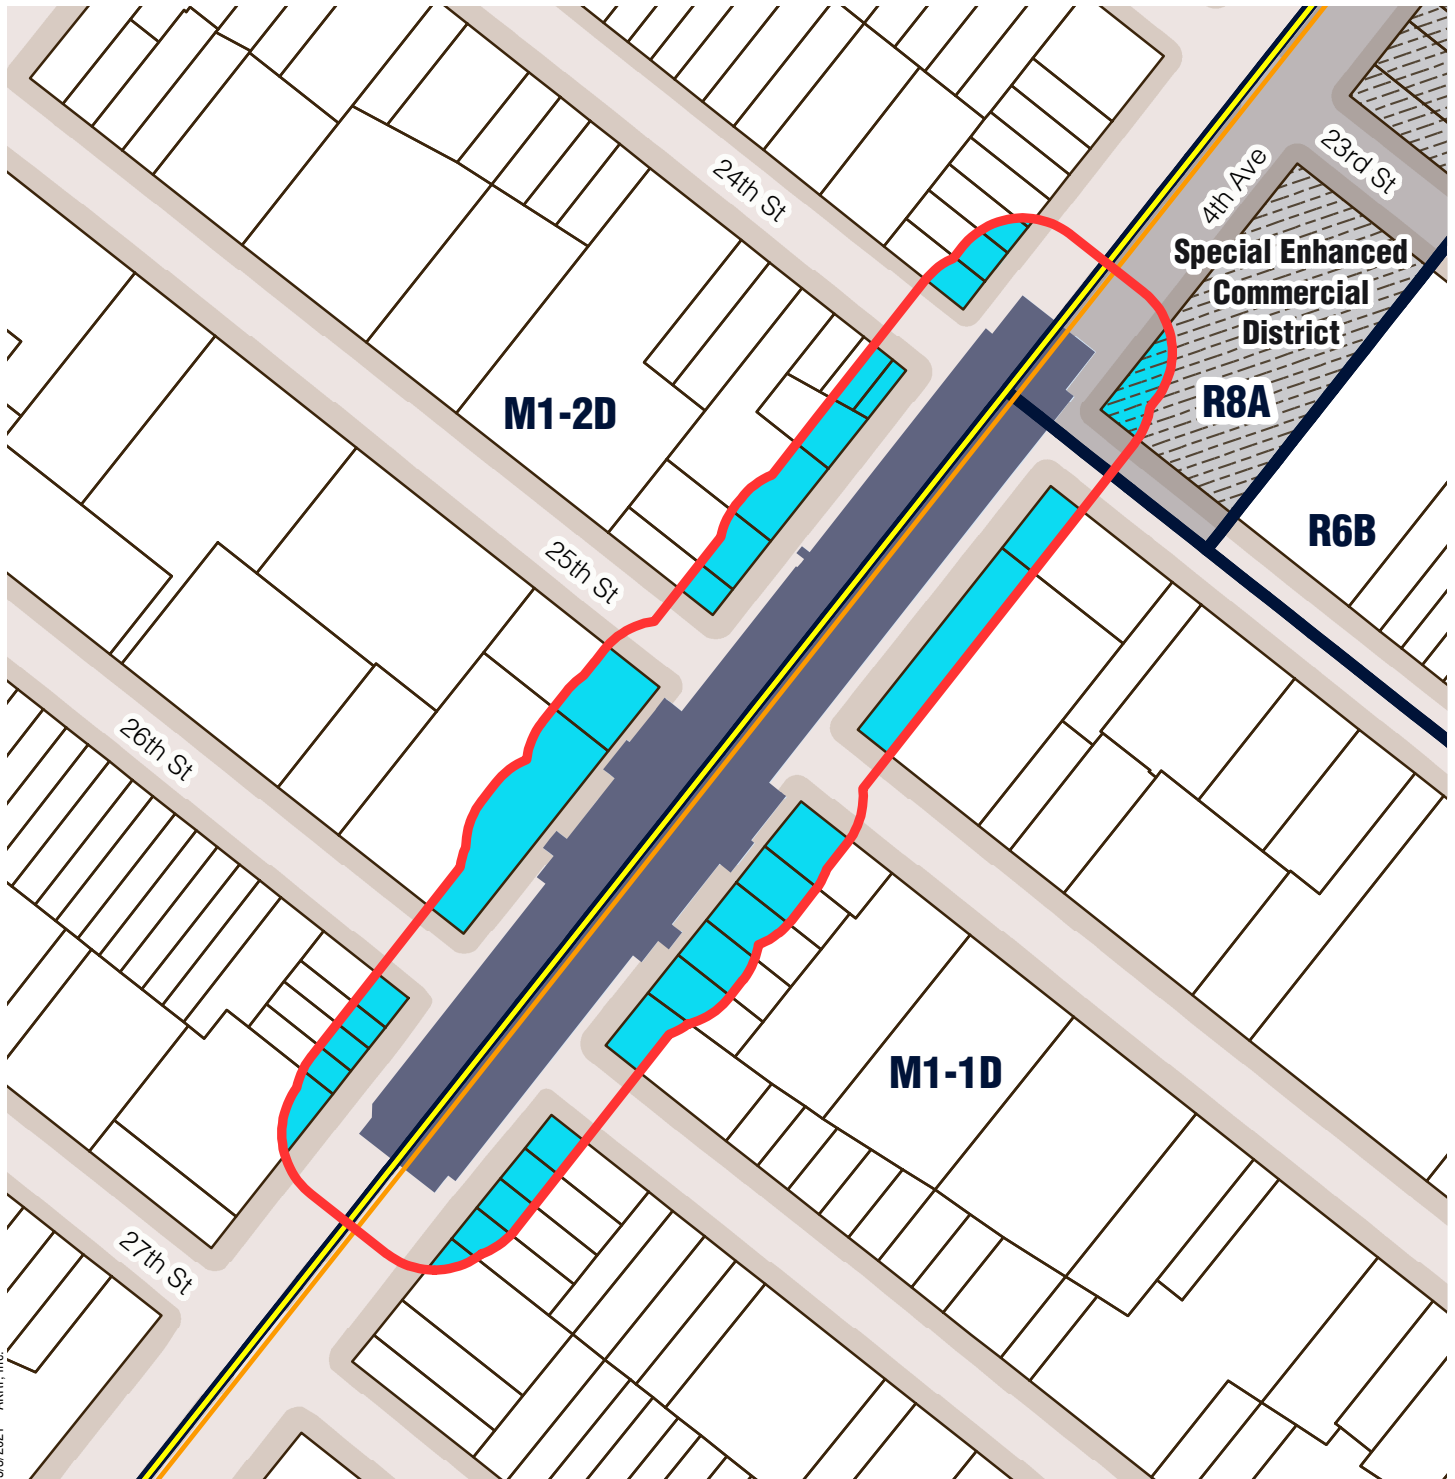 24th St
4th Ave
23rd St
Special Enhanced
Commercial
District
M1-2D
R8A
R6B
25th St
26th St
M1-1D
27th St